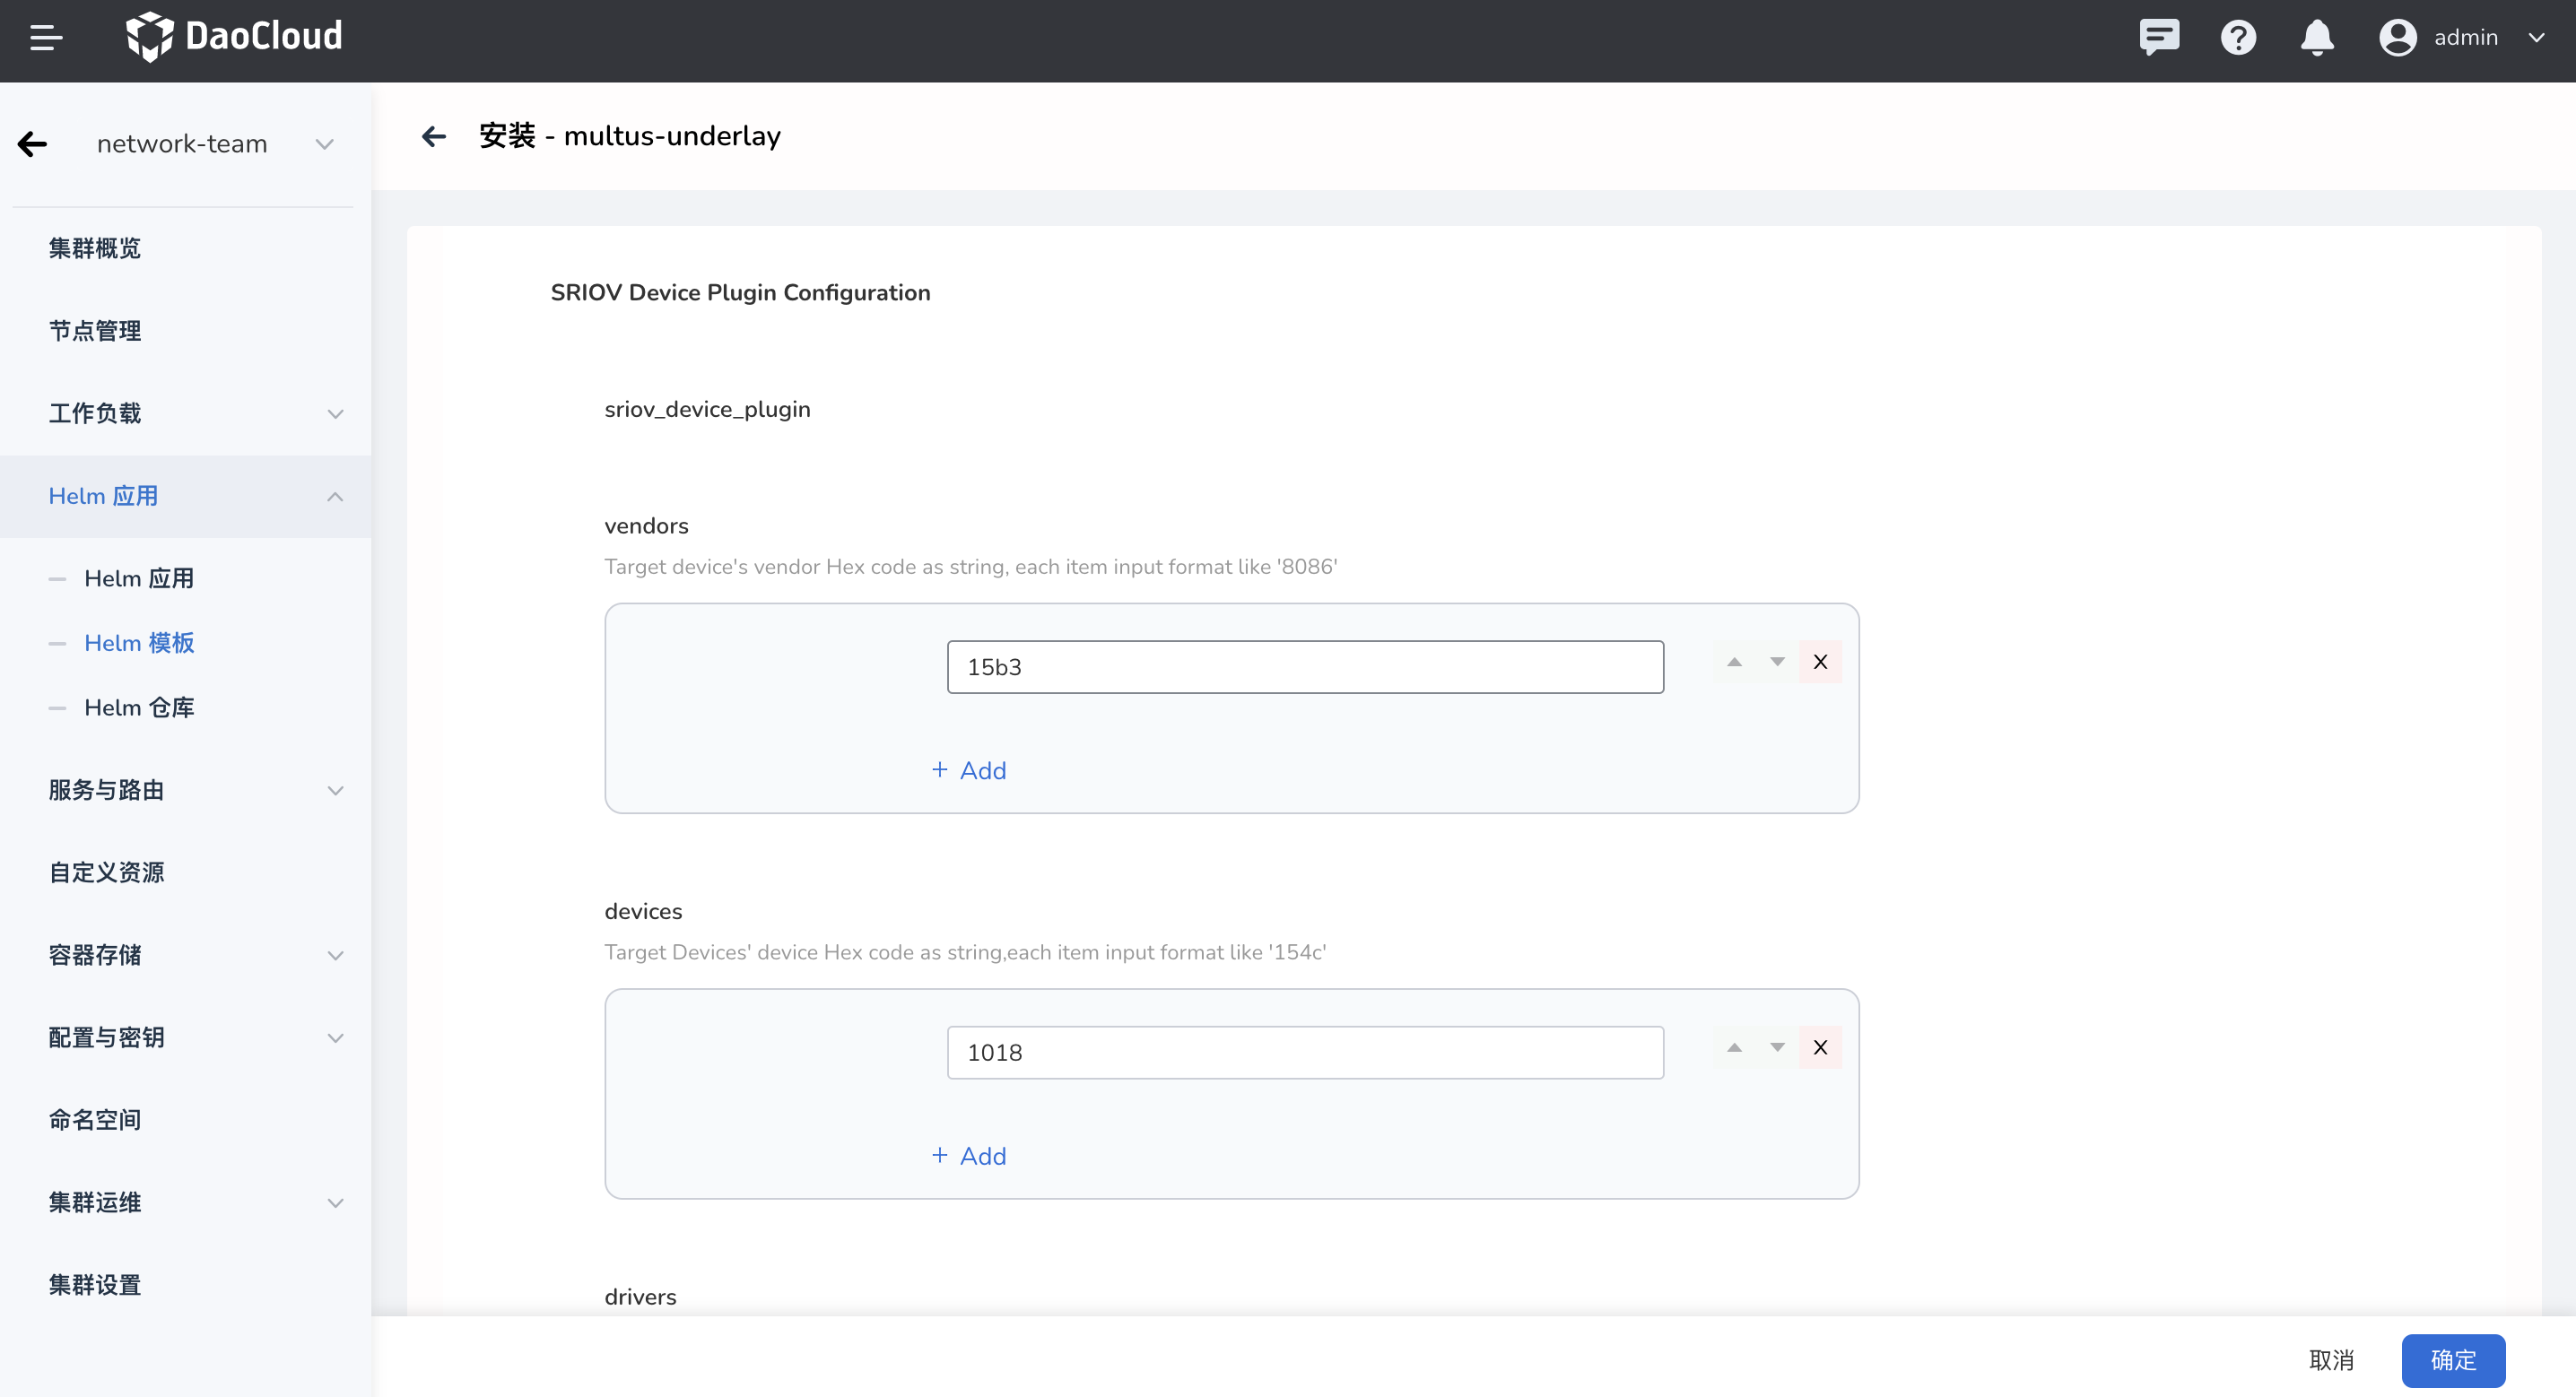 DaoCloud
admin
network-team
集群概览
节点管理
工作负载
Helm 应用
Helm 应用
Helm 模板
Helm 仓库
服务与路由
自定义资源
容器存储
配置与密钥
命名空间
集群运维
集群设置
安装 - multus-underlay
SRIOV Device Plugin Configuration
sriov_device_plugin
vendors
Target device's vendor Hex code as string, each item input format like '8086'
15b3
X
+ Add
devices
Target Devices' device Hex code as string,each item input format like '154c'
1018
X
+ Add
drivers
取消
确定